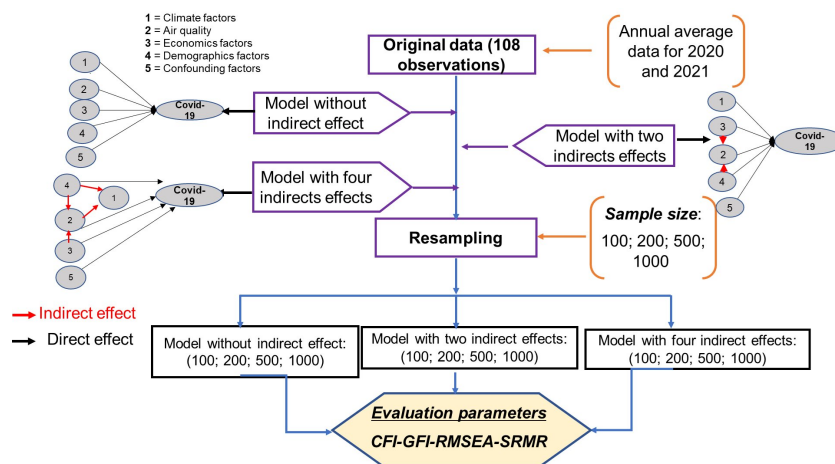 1 = Climate factors
2 = Air quality
3 = Economics factors
4 = Demographics factors
5 = Confounding factors
Original data (108
observations)
Annual average
data for 2020
and 2021
1
2
3
4
5
Covid-
19
Model without
indirect effect
Model with two
indirects effects
1
3
2
4
5
Covid-
19
4
1
2
3
5
Covid-
19
Model with four
indirects effects
Sample size:
100; 200; 500;
1000
Resampling
Indirect effect
Direct effect
Model without indirect effect:
(100; 200; 500; 1000)
Model with two indirect effects:
(100; 200; 500; 1000)
Model with four indirect effects:
(100; 200; 500; 1000)
Evaluation parameters
CFI-GFI-RMSEA-SRMR